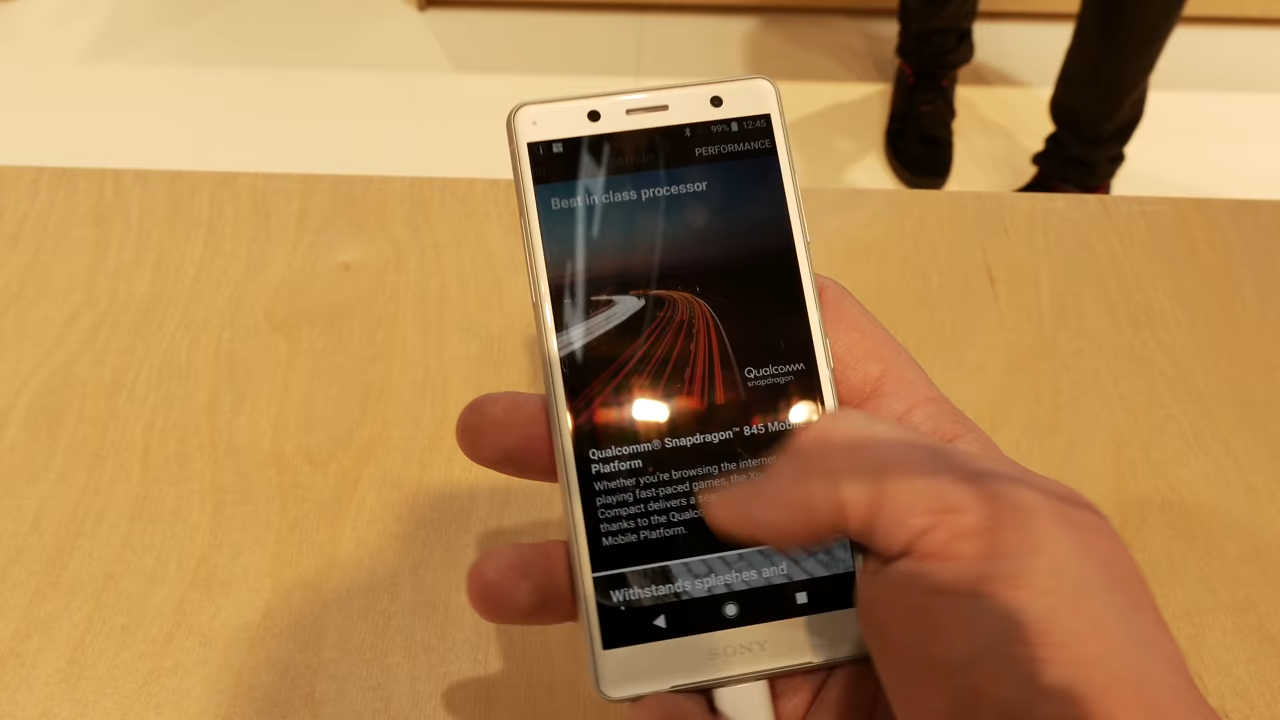 99% 12:45
PERFORMANCE
Best in class processor
Qualcomm
snapdragon
Qualcomm® Snapdragon™ 845 Mobile
Platform
Whether you're browsing the internet
playing fast-paced games, the
Compact delivers a
thanks to the
Mobile Platform.
Withstands splashes and
SONY